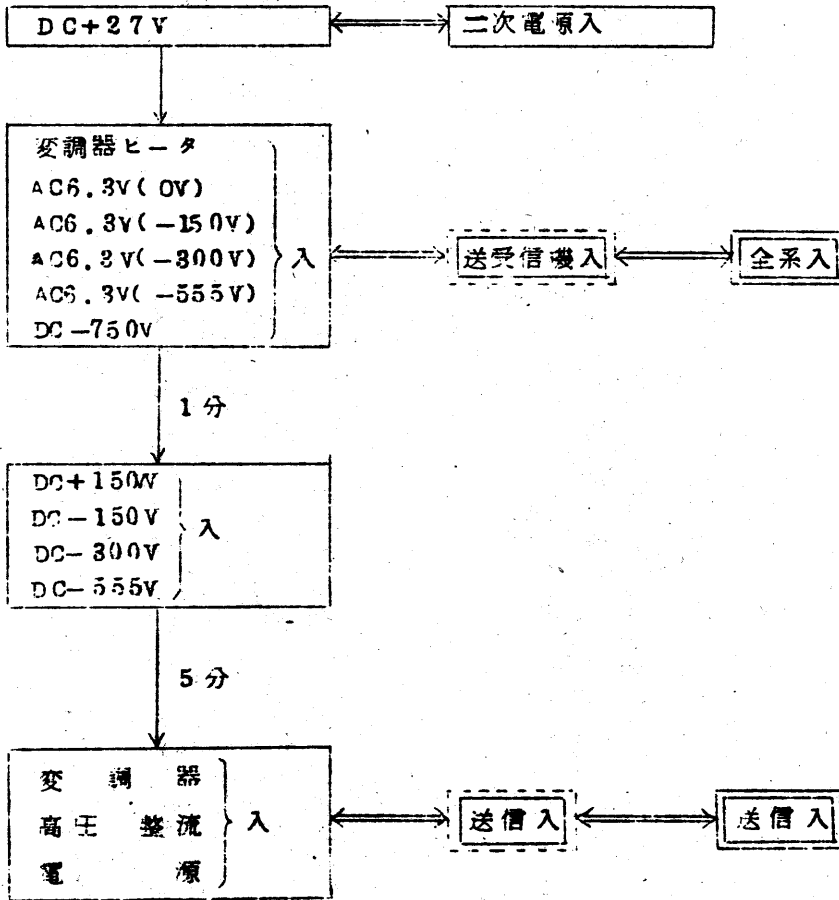 DC+27V
二次電源入
変調器ヒータ
AC6.3V(0V)
AC6.3V(-150V)
AC6.3V(-300V)
AC6.3V(-555V)
DC-750V
入
送受信機入
全系入
1分
DC+150V
DC-150V
DC-300V
DC-555V
入
5分
変調器
高圧整流
電源
入
送信入
送信入